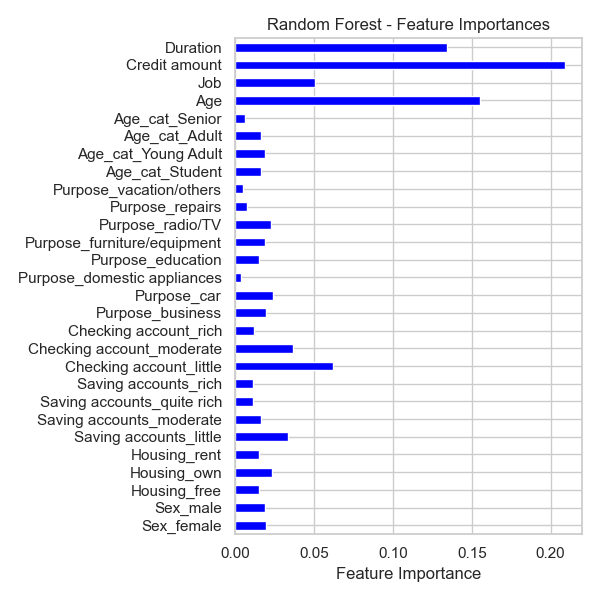 Random Forest - Feature Importances
Duration
Credit amount
Job
Age
Age_cat_Senior
Age_cat_Adult
Age_cat_Young Adult
Age_cat_Student
Purpose_vacation/others
Purpose_repairs
Purpose_radio/TV
Purpose_furniture/equipment
Purpose_education
Purpose_domestic appliances
Purpose_car
Purpose_business
Checking account_rich
Checking account_moderate
Checking account_little
Saving accounts_rich
Saving accounts_quite rich
Saving accounts_moderate
Saving accounts_little
Housing_rent
Housing_own
Housing_free
Sex_male
Sex_female
0.00 0.05 0.10 0.15 0.20
Feature Importance